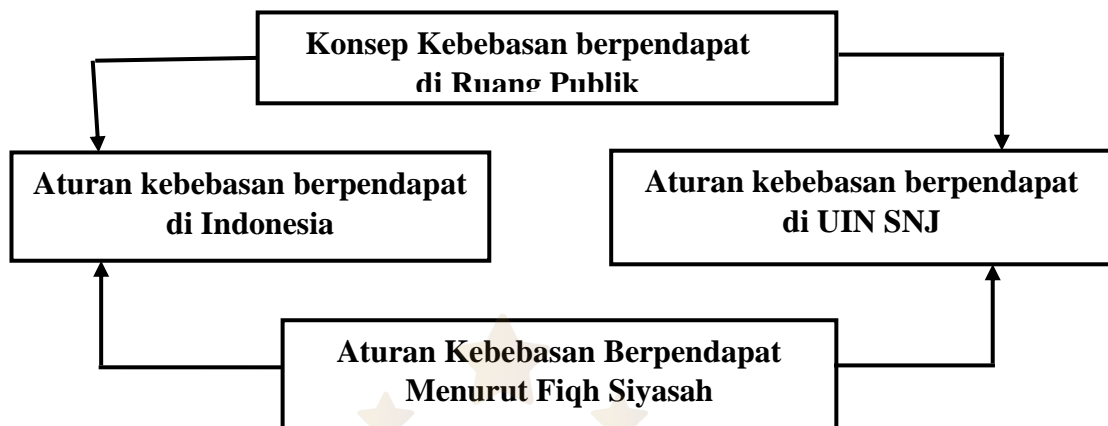 Konsep Kebebasan berpendapat
di Ruang Publik
Aturan kebebasan berpendapat
di Indonesia
Aturan kebebasan berpendapat
di UIN SNJ
Aturan Kebebasan Berpendapat
Menurut Fiqh Siyasah